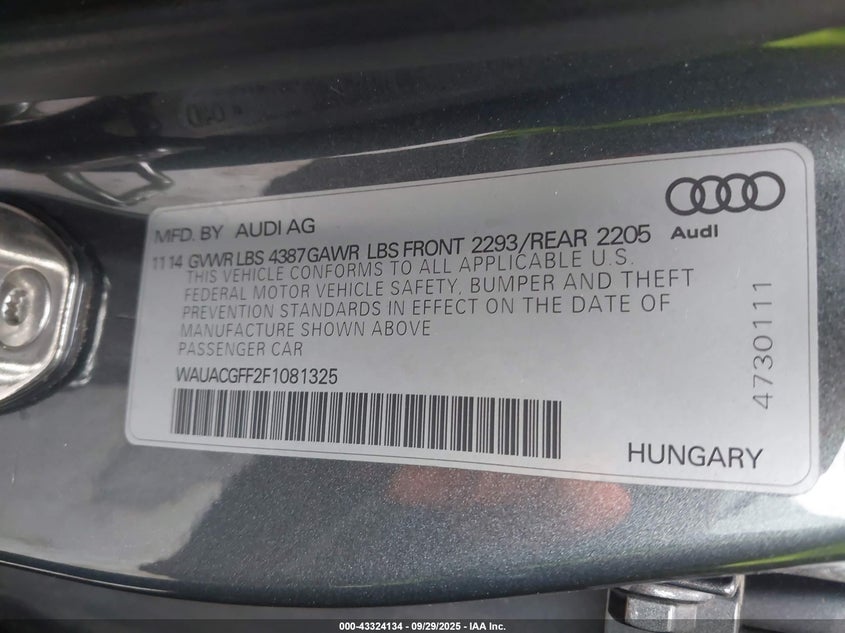 MFD. BY AUDI AG
Audi
11 14 GVWR LBS 4387 GAWR LBS FRONT 2293/REAR 2205
THIS VEHICLE CONFORMS TO ALL APPLICABLE U.S.
FEDERAL MOTOR VEHICLE SAFETY, BUMPER AND THEFT
PREVENTION STANDARDS IN EFFECT ON THE DATE OF
MANUFACTURE SHOWN ABOVE
PASSENGER CAR
WAUACGFF2F1081325
HUNGARY
4730111
000-43324134 - 09/29/2025 - IAA Inc.